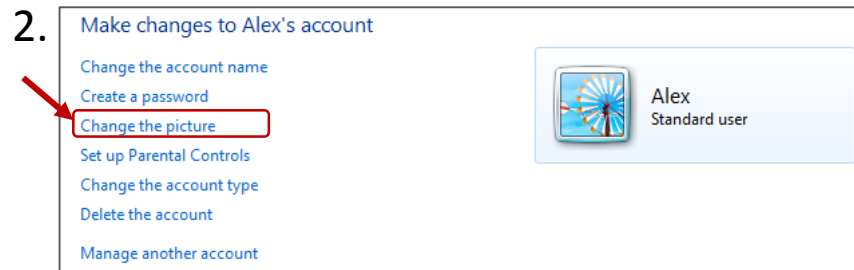 2.
Make changes to Alex's account
Change the account name
Create a password
Change the picture
Set up Parental Controls
Change the account type
Delete the account
Manage another account
Alex
Standard user